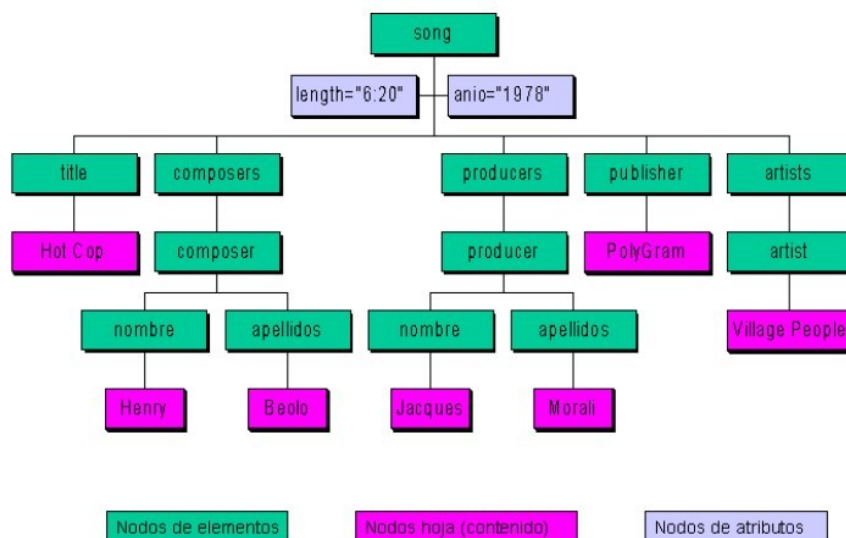 song
length="6:20" anio="1978"
title composers producers publisher artists
Hot Cop composer producer PolyGram artist
nombre apellidos nombre apellidos Village People
Henry Beolo Jacques Morali
Nodos de elementos Nodos hoja (contenido) Nodos de atributos